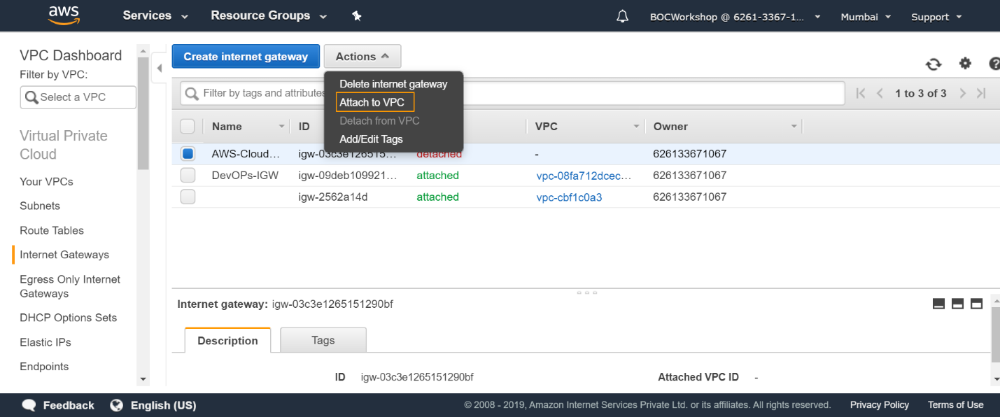 aws Services Resource Groups BOCWorkshop @ 6261-3367-1... Mumbai Support
VPC Dashboard
Filter by VPC:
Select a VPC
Virtual Private
Cloud
Your VPCs
Subnets
Route Tables
Internet Gateways
Egress Only Internet
Gateways
DHCP Options Sets
Elastic IPs
Endpoints
Create internet gateway Actions
Delete internet gateway
Attach to VPC
Detach from VPC
Add/Edit Tags
Filter by tags and attributes 1 to 3 of 3
Name ID VPC Owner
AWS-Cloud... igw-03c3e126515... detached - 626133671067
DevOPs-IGW igw-09deb109921... attached vpc-08fa712dcec... 626133671067
igw-2562a14d attached vpc-cbf1c0a3 626133671067
Internet gateway: igw-03c3e1265151290bf
Description Tags
ID igw-03c3e1265151290bf Attached VPC ID -
Feedback English (US) © 2008 - 2019, Amazon Internet Services Private Ltd. or its affiliates. All rights reserved. Privacy Policy Terms of Use